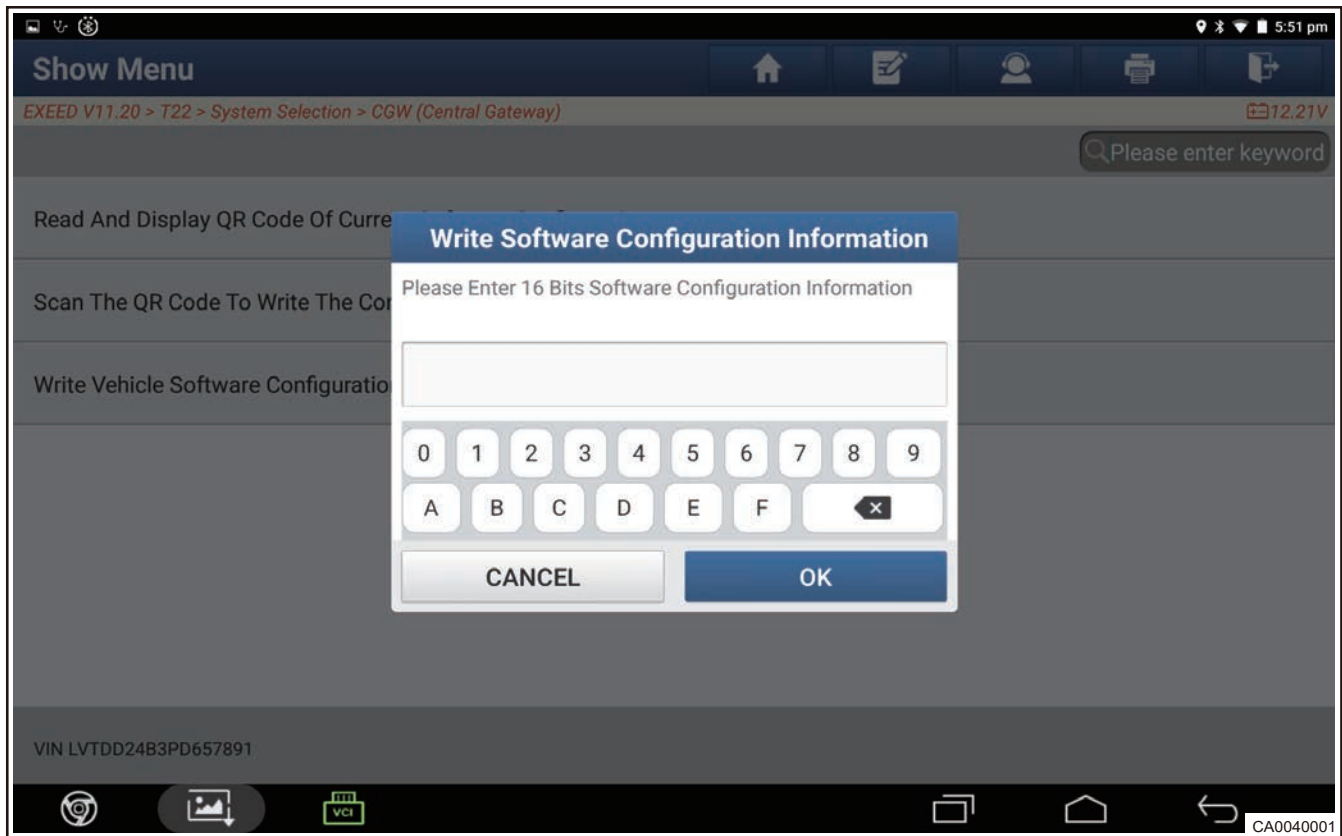 5:51 pm
Show Menu
EXEED V11.20 > T22 > System Selection > CGW (Central Gateway)
12.21V
Please enter keyword
Read And Display QR Code Of Curre
Scan The QR Code To Write The Cor
Write Vehicle Software Configuratio
Write Software Configuration Information
Please Enter 16 Bits Software Configuration Information
0 1 2 3 4 5 6 7 8 9
A B C D E F
CANCEL OK
VIN LVTDD24B3PD657891
VCI
CA0040001